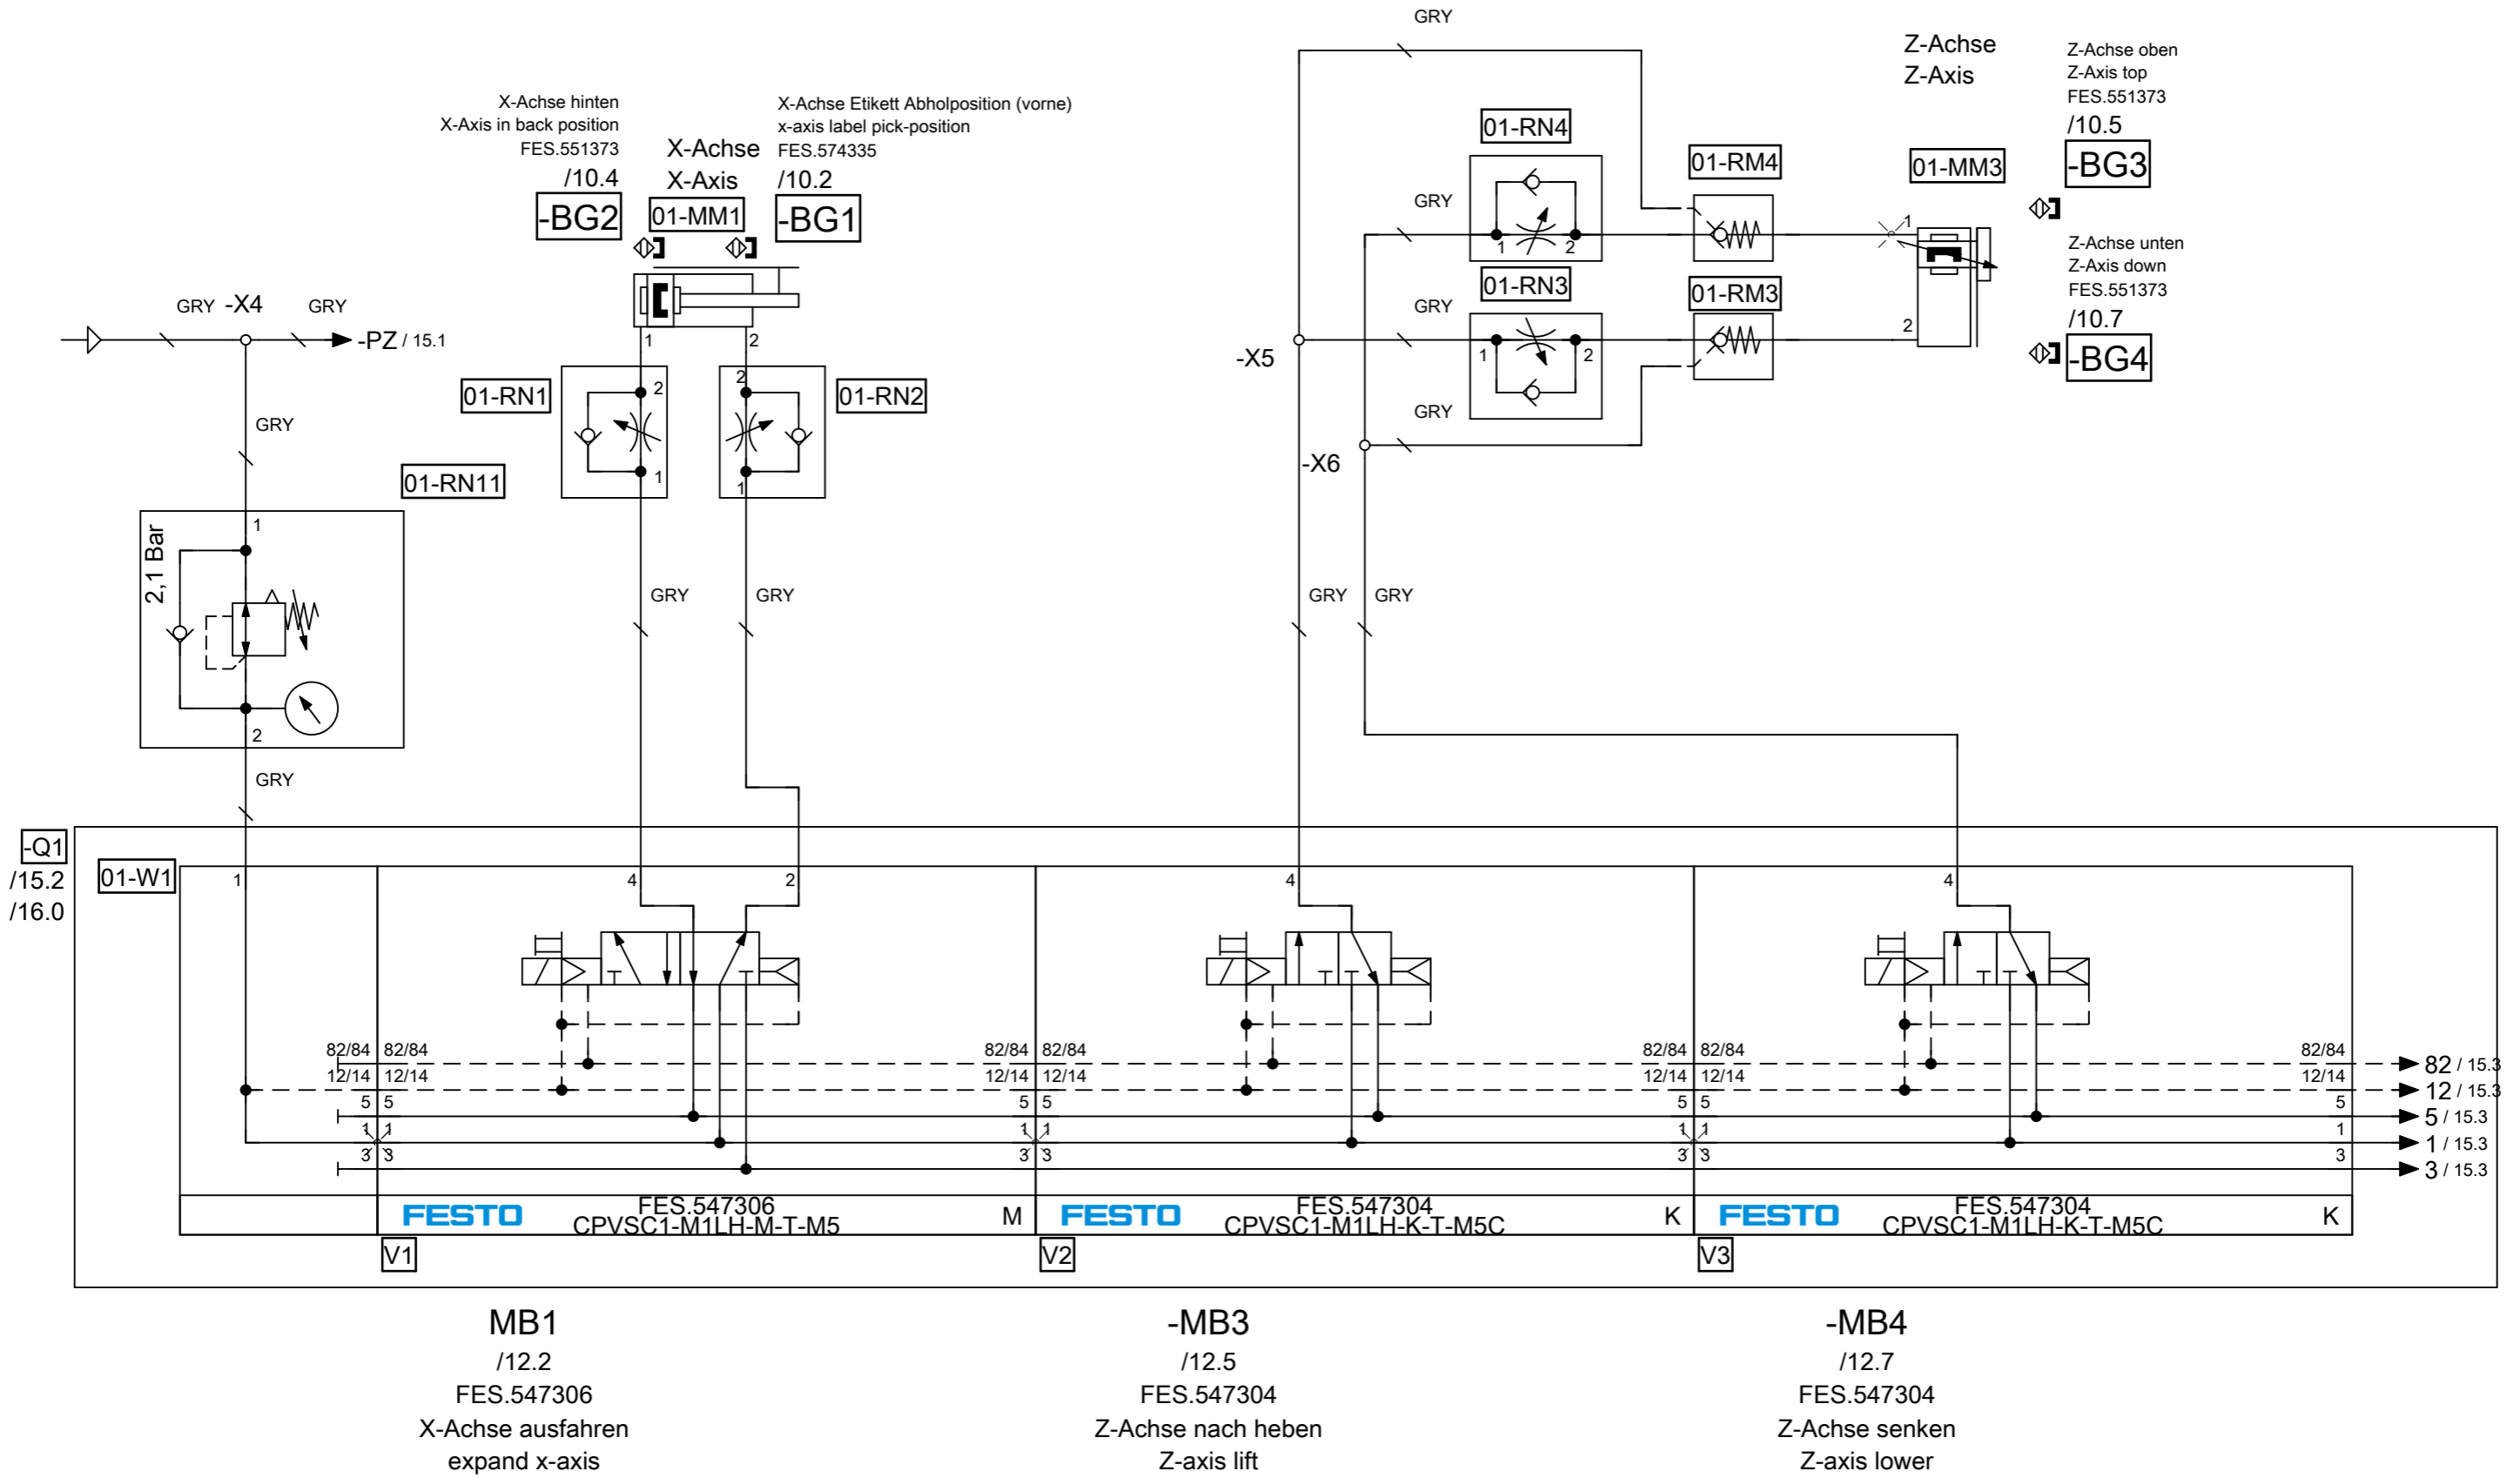 GRY
Z-Achse
Z-Axis
Z-Achse oben
Z-Axis top
FES.551373
/10.5
-BG3
X-Achse hinten
X-Axis in back position
FES.551373
/10.4
-BG2
X-Achse
X-Axis
01-MM1
X-Achse Etikett Abholposition (vorne)
x-axis label pick-position
FES.574335
/10.2
-BG1
01-RN4
GRY
1
2
01-RM4
01-MM3
1
2
Z-Achse unten
Z-Axis down
FES.551373
/10.7
-BG4
01-RN3
GRY
1
2
01-RM3
GRY
-X5
-X6
GRY
-X4
GRY
-PZ / 15.1
GRY
1
2
01-RN1
2
1
2
1
01-RN2
01-RN11
2,1 Bar
1
2
GRY
GRY
GRY
GRY
GRY
-Q1
/15.2
/16.0
01-W1
1
4
2
4
4
82/84
82/84
82/84
82/84
82/84
82/84
82/84
82 / 15.3
12/14
12/14
12/14
12/14
12/14
12/14
12/14
12 / 15.3
5
5
5
5
5
5
5
5 / 15.3
1
1
1
1
1
1
1
1 / 15.3
3
3
3
3
3
3
3
3 / 15.3
FESTO
FES.547306
CPVSC1-M1LH-M-T-M5
M
FESTO
FES.547304
CPVSC1-M1LH-K-T-M5C
K
FESTO
FES.547304
CPVSC1-M1LH-K-T-M5C
K
V1
V2
V3
MB1
/12.2
FES.547306
X-Achse ausfahren
expand x-axis
-MB3
/12.5
FES.547304
Z-Achse nach heben
Z-axis lift
-MB4
/12.7
FES.547304
Z-Achse senken
Z-axis lower